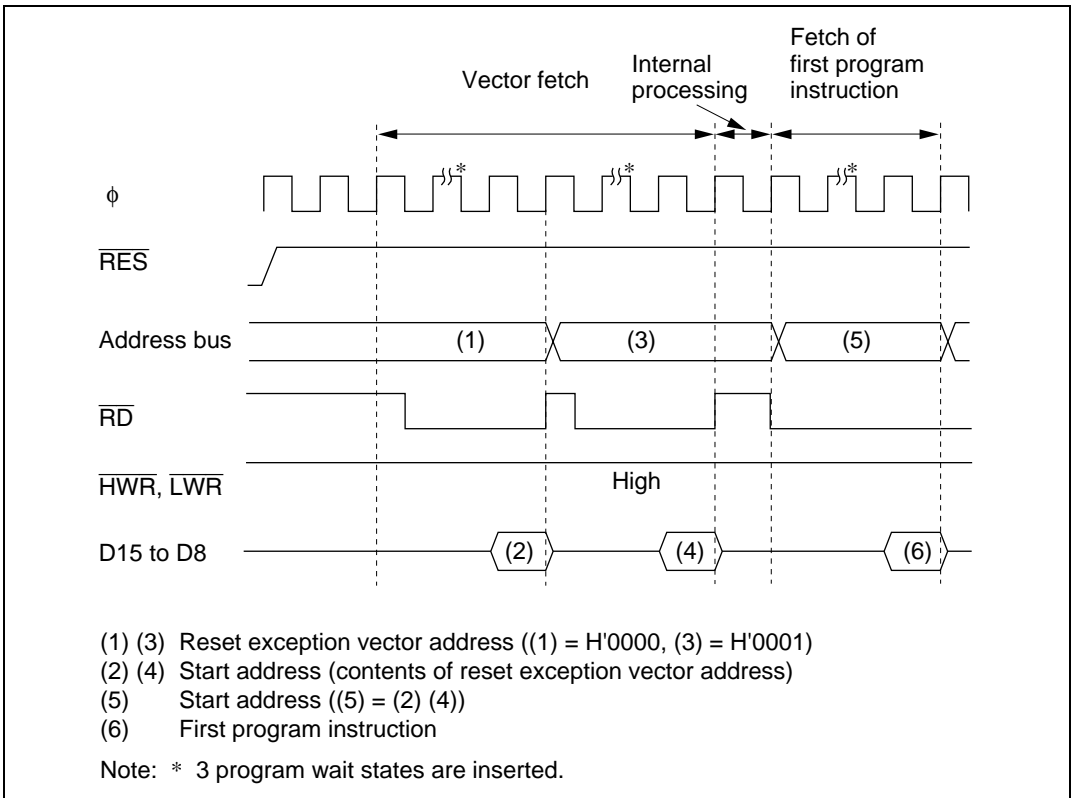 Vector fetch
Internal
processing
Fetch of
first program
instruction
φ
*
*
*
RES
Address bus
(1)
(3)
(5)
RD
HWR, LWR
High
D15 to D8
(2)
(4)
(6)
(1) (3) Reset exception vector address ((1) = H'0000, (3) = H'0001)
(2) (4) Start address (contents of reset exception vector address)
(5) Start address ((5) = (2) (4))
(6) First program instruction
Note: * 3 program wait states are inserted.